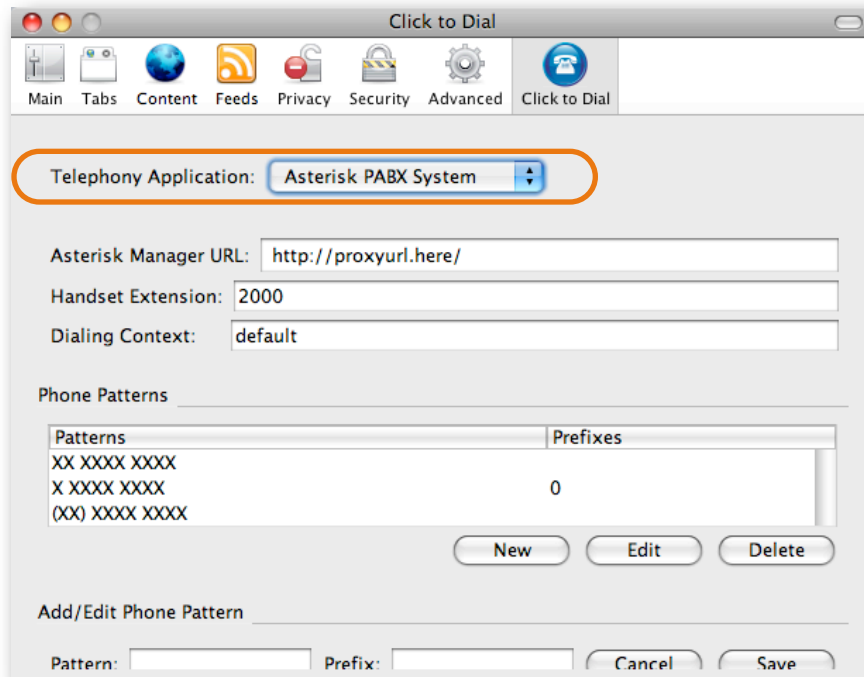 Click to Dial
Main Tabs Content Feeds Privacy Security Advanced Click to Dial
Telephony Application: Asterisk PABX System
Asterisk Manager URL: http://proxyurl.here/
Handset Extension: 2000
Dialing Context: default
Phone Patterns
Patterns Prefixes
XX XXXX XXXX
X XXXX XXXX 0
(XX) XXXX XXXX
New Edit Delete
Add/Edit Phone Pattern
Pattern: Prefix: Cancel Save